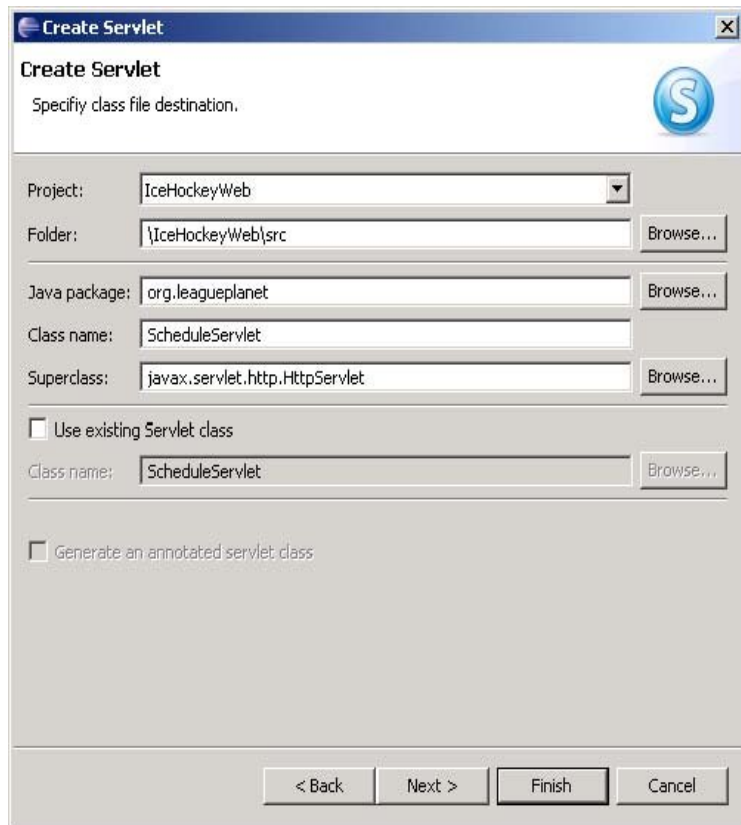 Create Servlet
Create Servlet
Specifiy class file destination.
S
Project: IceHockeyWeb
Folder: \IceHockeyWeb\src Browse...
Java package: org.leagueplanet Browse...
Class name: ScheduleServlet
Superclass: javax.servlet.http.HttpServlet Browse...
Use existing Servlet class
Class name: ScheduleServlet Browse...
Generate an annotated servlet class
< Back Next > Finish Cancel